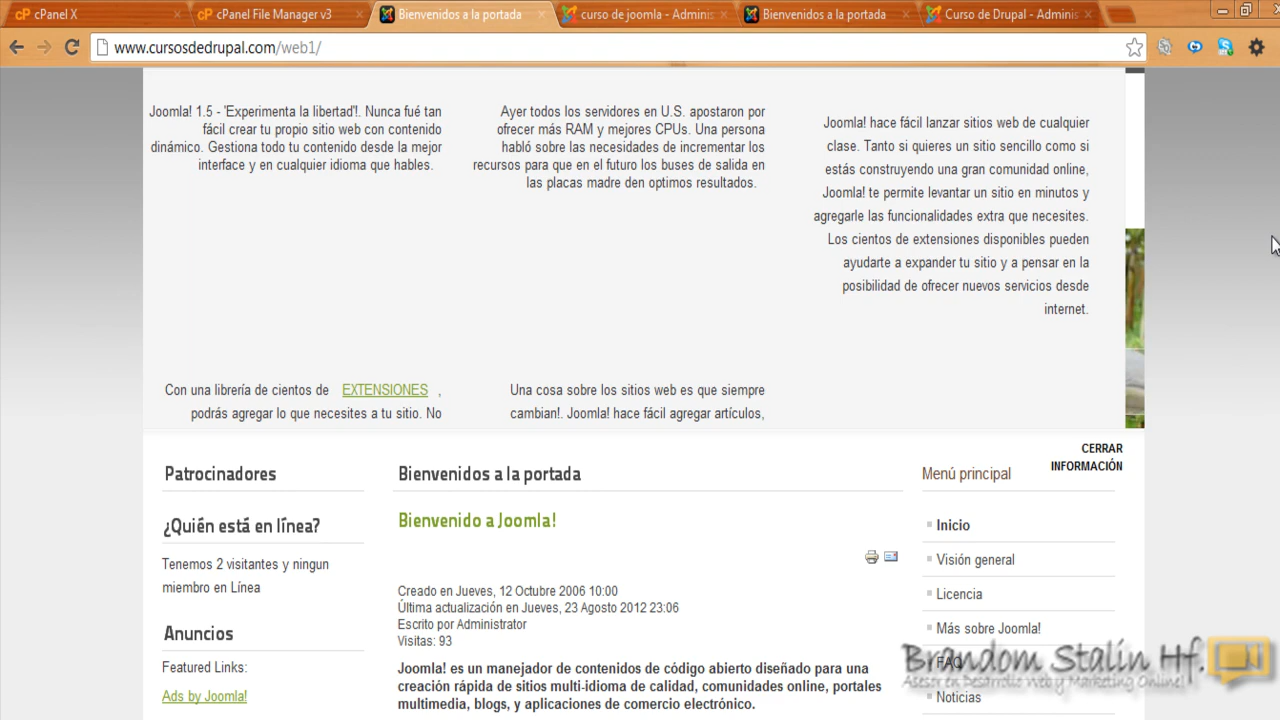 cPanel X
cPanel File Manager v3
Bienvenidos a la portada
curso de joomla - Adminis
Bienvenidos a la portada
Curso de Drupal - Adminis
www.cursosdedrupal.com/web1/
Joomla! 1.5 - 'Experimenta la libertad'!. Nunca fué tan
fácil crear tu propio sitio web con contenido
dinámico. Gestiona todo tu contenido desde la mejor
interface y en cualquier idioma que hables.
Ayer todos los servidores en U.S. apostaron por
ofrecer más RAM y mejores CPUs. Una persona
habló sobre las necesidades de incrementar los
recursos para que en el futuro los buses de salida en
las placas madre den optimos resultados.
Joomla! hace fácil lanzar sitios web de cualquier
clase. Tanto si quieres un sitio sencillo como si
estás construyendo una gran comunidad online,
Joomla! te permite levantar un sitio en minutos y
agregarle las funcionalidades extra que necesites.
Los cientos de extensiones disponibles pueden
ayudarte a expander tu sitio y a pensar en la
posibilidad de ofrecer nuevos servicios desde
internet.
Con una librería de cientos de EXTENSIONES ,
podrás agregar lo que necesites a tu sitio. No
Una cosa sobre los sitios web es que siempre
cambian!. Joomla! hace fácil agregar artículos,
CERRAR
INFORMACIÓN
Patrocinadores
¿Quién está en línea?
Tenemos 2 visitantes y ningun
miembro en Línea
Anuncios
Featured Links:
Ads by Joomla!
Bienvenidos a la portada
Bienvenido a Joomla!
Creado en Jueves, 12 Octubre 2006 10:00
Última actualización en Jueves, 23 Agosto 2012 23:06
Escrito por Administrator
Visitas: 93
Joomla! es un manejador de contenidos de código abierto diseñado para una
creación rápida de sitios multi-idioma de calidad, comunidades online, portales
multimedia, blogs, y aplicaciones de comercio electrónico.
Menú principal
Inicio
Visión general
Licencia
Más sobre Joomla!
FAQ
Noticias
Brandom Stalin Hf.
Asesor en Desarrollo Web y Marketing Online!